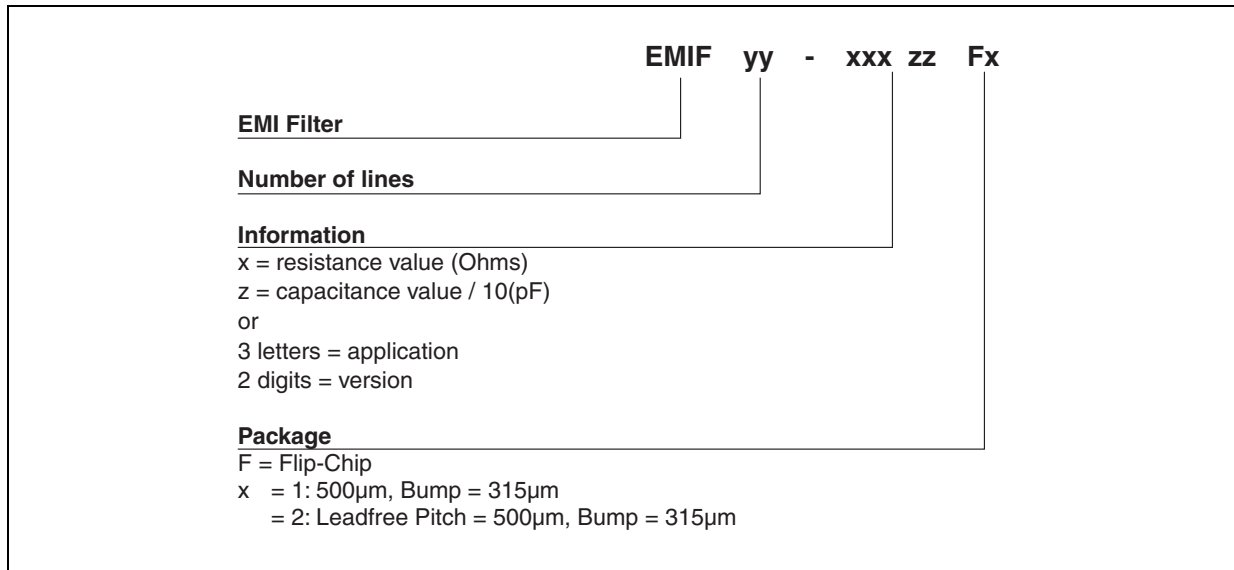 EMIF yy - xxx zz Fx
EMI Filter
Number of lines
Information
x = resistance value (Ohms)
z = capacitance value / 10(pF)
or
3 letters = application
2 digits = version
Package
F = Flip-Chip
x = 1: 500µm, Bump = 315µm
= 2: Leadfree Pitch = 500µm, Bump = 315µm